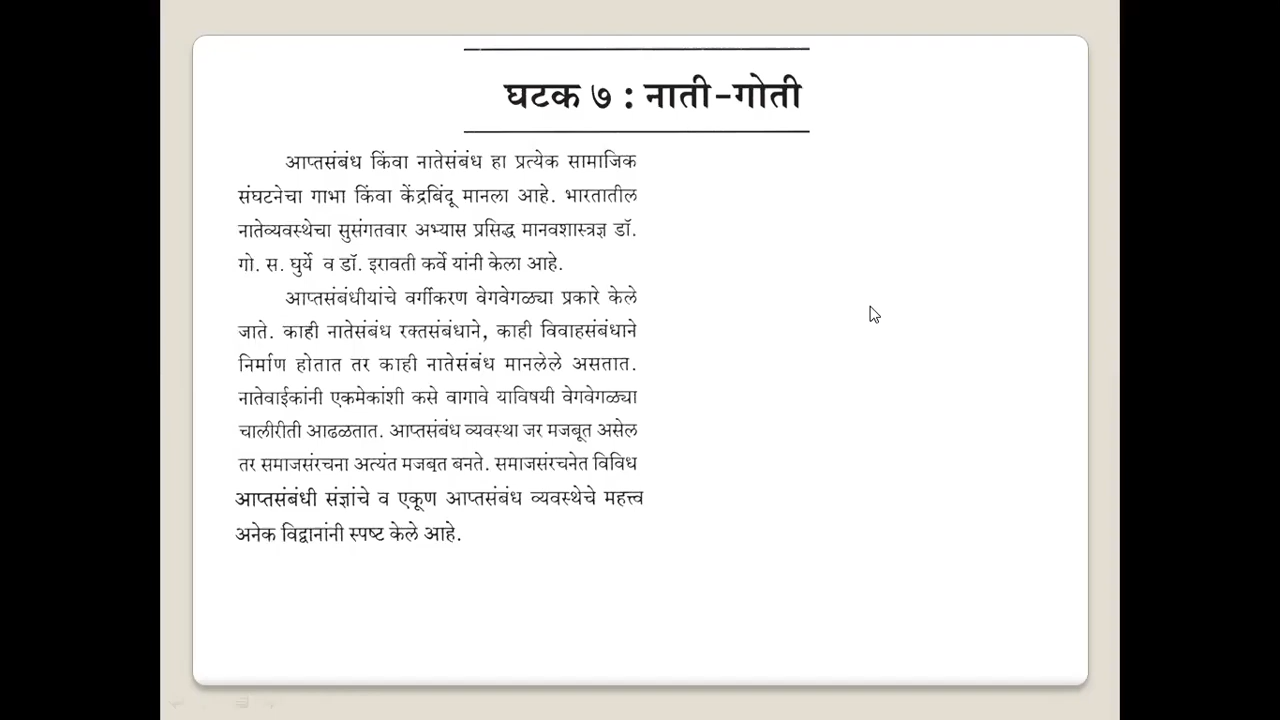 घटक ७ : नाती-गोती
आप्तसंबंध किंवा नातेसंबंध हा प्रत्येक सामाजिक
संघटनेचा गाभा किंवा केंद्रबिंदू मानला आहे. भारतातील
नातेव्यवस्थेचा सुसंगतवार अभ्यास प्रसिद्ध मानवशास्त्रज्ञ डॉ.
गो. स. घुर्ये व डॉ. इरावती कर्वे यांनी केला आहे.
आप्तसंबंधीयांचे वर्गीकरण वेगवेगळ्या प्रकारे केले
जाते. काही नातेसंबंध रक्तसंबंधाने, काही विवाहसंबंधाने
निर्माण होतात तर काही नातेसंबंध मानलेले असतात.
नातेवाईकांनी एकमेकांशी कसे वागावे याविषयी वेगवेगळ्या
चालीरीती आढळतात. आप्तसंबंध व्यवस्था जर मजबूत असेल
तर समाजसंरचना अत्यंत मजबूत बनते. समाजसंरचनेत विविध
आप्तसंबंधी संज्ञांचे व एकूण आप्तसंबंध व्यवस्थेचे महत्त्व
अनेक विद्वानांनी स्पष्ट केले आहे.